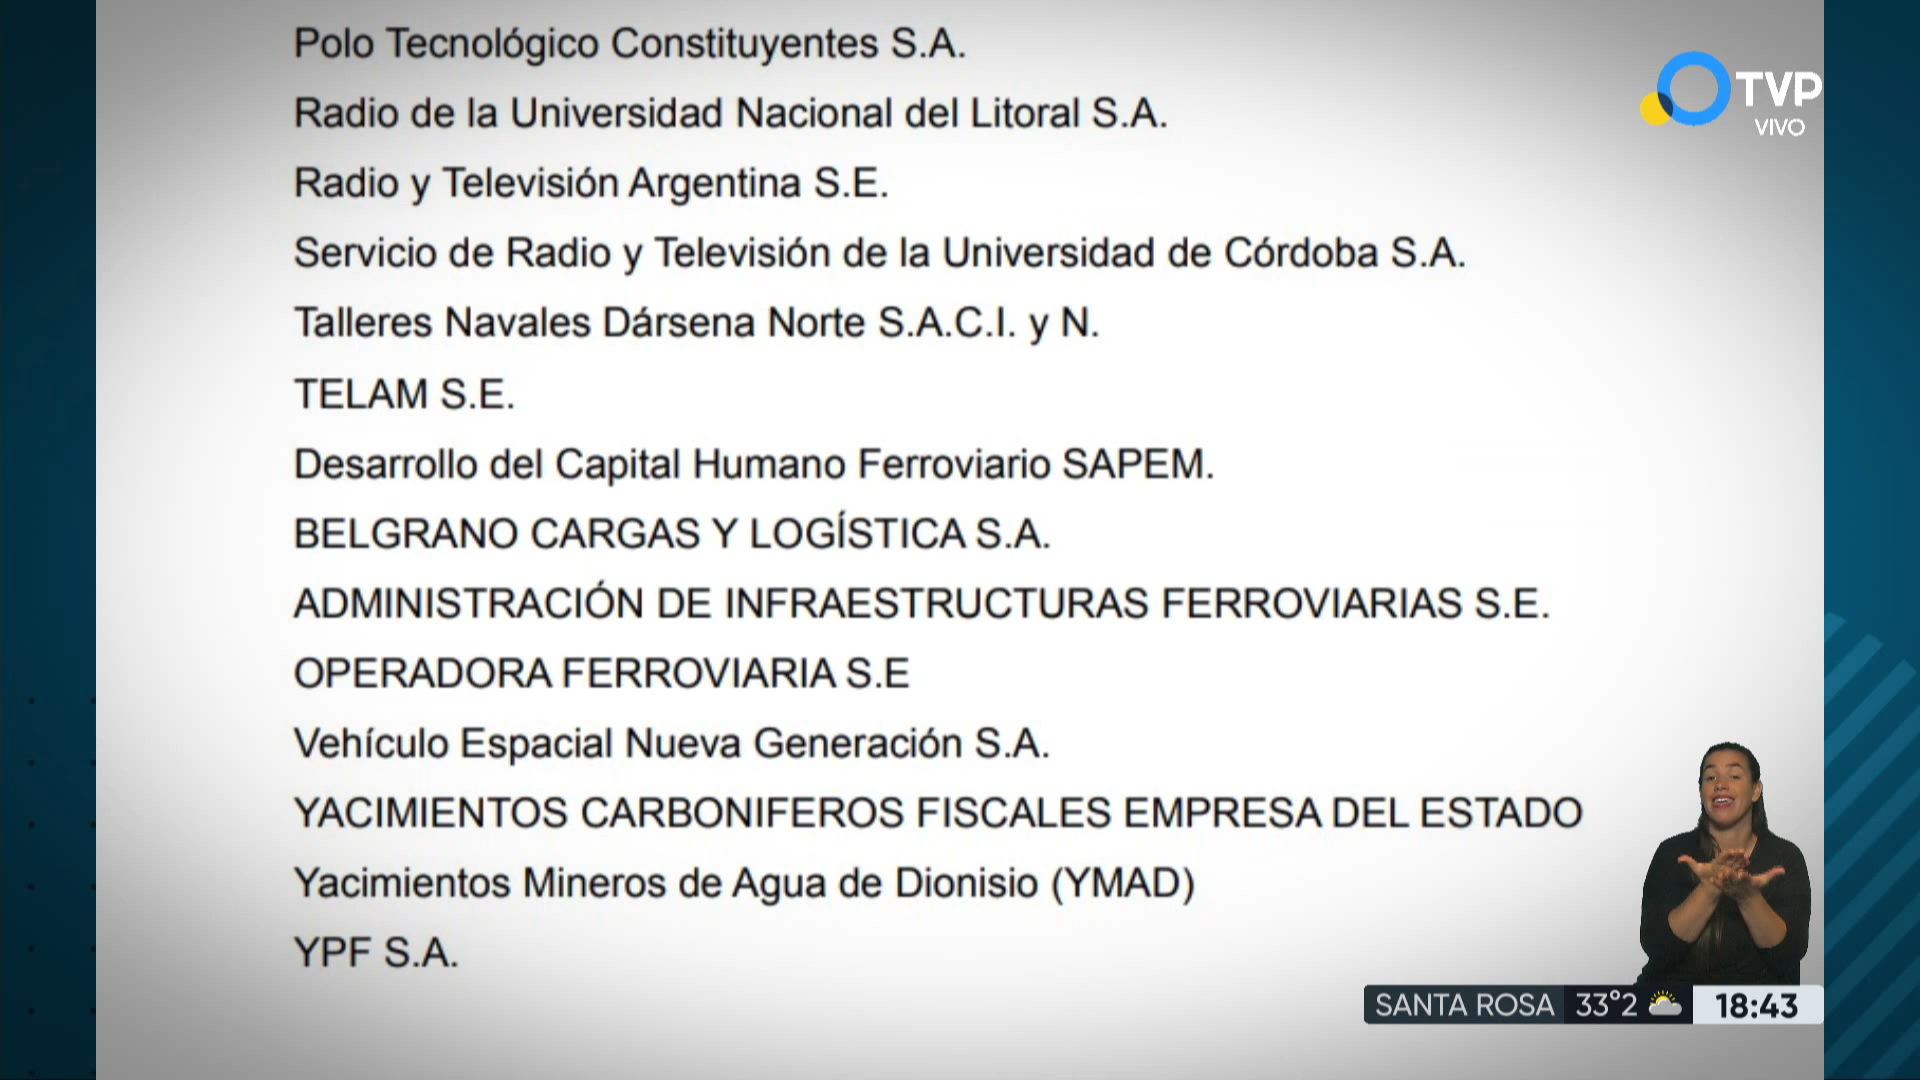 Polo Tecnológico Constituyentes S.A.
Radio de la Universidad Nacional del Litoral S.A.
Radio y Televisión Argentina S.E.
Servicio de Radio y Televisión de la Universidad de Córdoba S.A.
Talleres Navales Dársena Norte S.A.C.I. y N.
TELAM S.E.
Desarrollo del Capital Humano Ferroviario SAPEM.
BELGRANO CARGAS Y LOGÍSTICA S.A.
ADMINISTRACIÓN DE INFRAESTRUCTURAS FERROVIARIAS S.E.
OPERADORA FERROVIARIA S.E
Vehículo Espacial Nueva Generación S.A.
YACIMIENTOS CARBONIFEROS FISCALES EMPRESA DEL ESTADO
Yacimientos Mineros de Agua de Dionisio (YMAD)
YPF S.A.
TVP
VIVO
SANTA ROSA 33°2 18:43